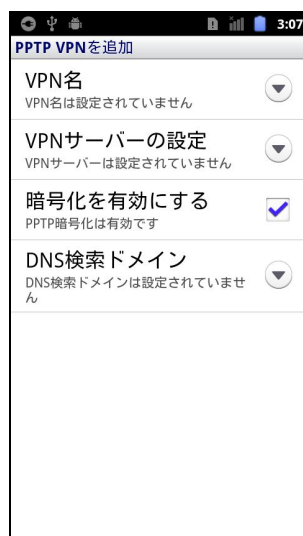 3:07
PPTP VPNを追加
VPN名
VPN名は設定されていません
VPNサーバーの設定
VPNサーバーは設定されていません
暗号化を有効にする
PPTP暗号化は有効です
DNS検索ドメイン
DNS検索ドメインは設定されていませ
ん